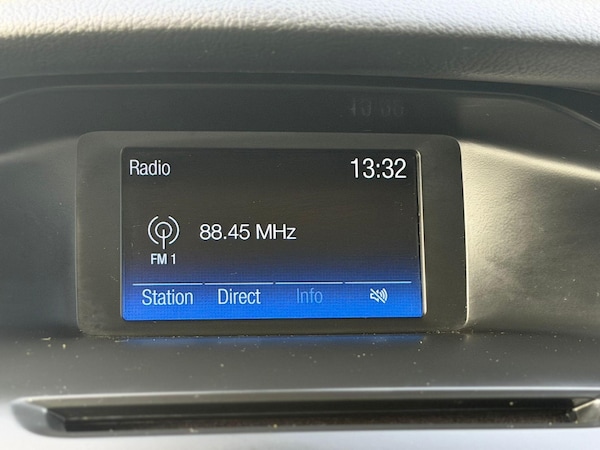 Radio 13:32
88.45 MHz
FM 1
Station Direct Info